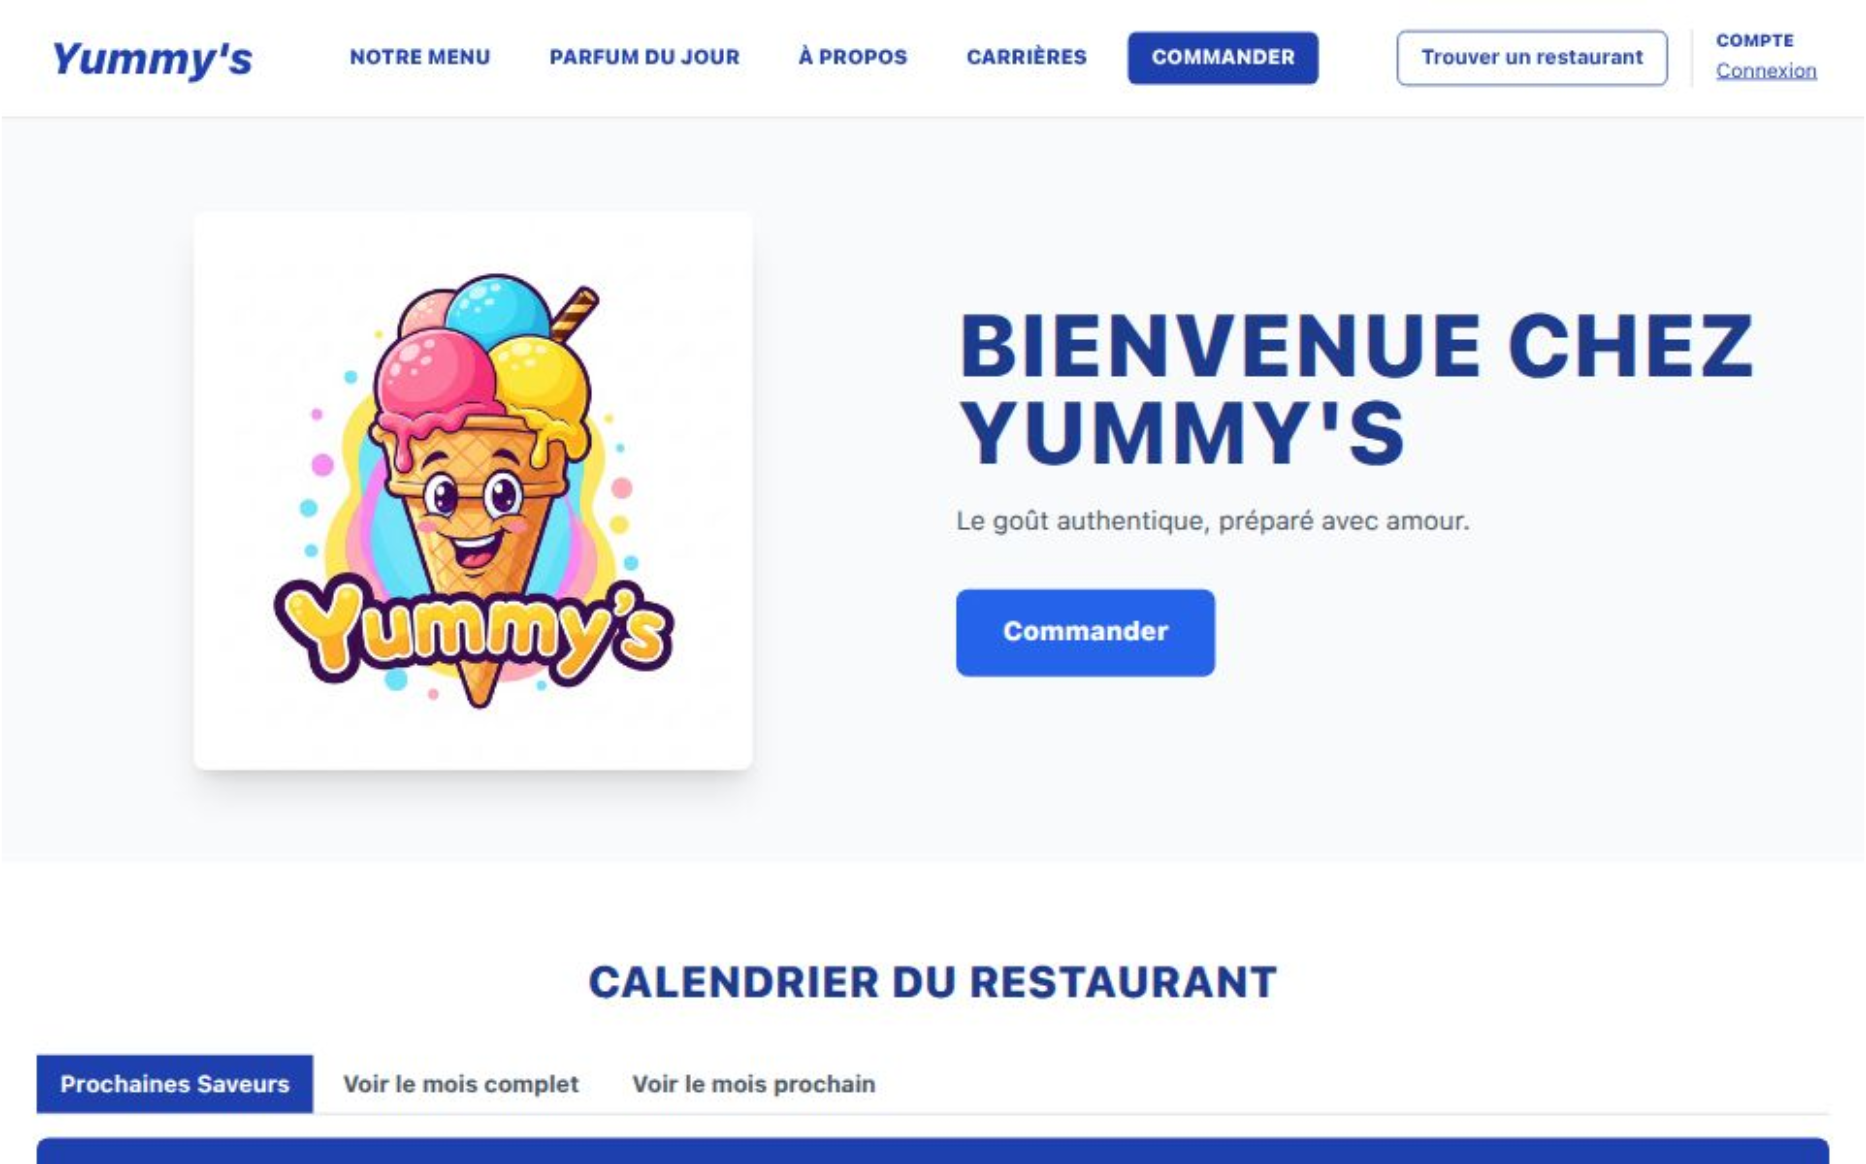 Yummy's
NOTRE MENU
PARFUM DU JOUR
À PROPOS
CARRIÈRES
COMMANDER
Trouver un restaurant
COMPTE
Connexion
Yummy's
BIENVENUE CHEZ
YUMMY'S
Le goût authentique, préparé avec amour.
Commander
CALENDRIER DU RESTAURANT
Prochaines Saveurs
Voir le mois complet
Voir le mois prochain